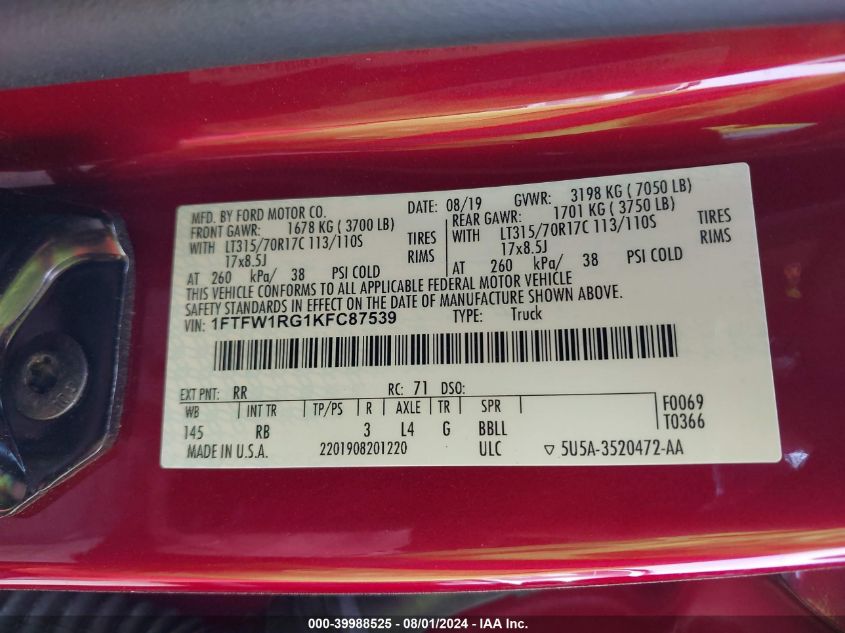 MFD. BY FORD MOTOR CO. DATE: 08/19 GVWR: 3198 KG ( 7050 LB)
FRONT GAWR: 1678 KG ( 3700 LB) REAR GAWR: 1701 KG ( 3750 LB)
WITH LT315/70R17C 113/110S TIRES WITH LT315/70R17C 113/110S TIRES
17x8.5J RIMS 17x8.5J RIMS
AT 260 kPa/ 38 PSI COLD AT 260 kPa/ 38 PSI COLD
THIS VEHICLE CONFORMS TO ALL APPLICABLE FEDERAL MOTOR VEHICLE
SAFETY STANDARDS IN EFFECT ON THE DATE OF MANUFACTURE SHOWN ABOVE.
VIN: 1FTFW1RG1KFC87539 TYPE: Truck
EXT PNT: RR RC: 71 DSO:
WB INT TR TP/PS R AXLE TR SPR F0069
145 RB 3 L4 G BBLL T0366
MADE IN U.S.A. 2201908201220 ULC ▽ 5U5A-3520472-AA
000-39988525 - 08/01/2024 - IAA Inc.